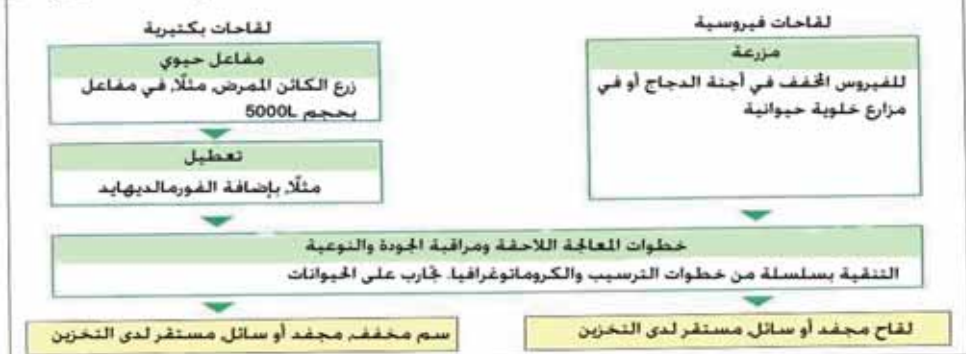 لقاحات فيروسية
مزرعة
للفيروس المخفف في أجنة الدجاج أو في
مزارع خلوية حيوانية
لقاحات بكتيرية
مفاعل حيوي
زرع الكائن الممرض، مثلًا، في مفاعل
بحجم 5000L
تعطيل
مثلًا، بإضافة الفورمالديهايد
خطوات المعالجة اللاحقة ومراقبة الجودة والنوعية
التنقية بسلسلة من خطوات الترسيب والكروماتوغرافيا. تجارب على الحيوانات
لقاح مجفد أو سائل، مستقر لدى التخزين
سم مخفف، مجفد أو سائل، مستقر لدى التخزين